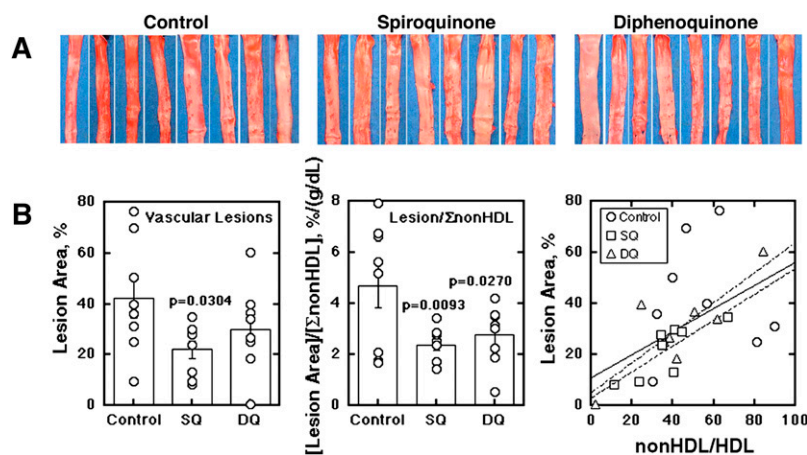 Control
Spiroquinone
Diphenoquinone
A
B
Lesion Area, %
80
60
40
20
0
Vascular Lesions
p=0.0304
Control
SQ
DQ
[Lesion Area]/[ΣnonHDL], %/(g/dL)
8
6
4
2
0
Lesion/ΣnonHDL
p=0.0093
p=0.0270
Control
SQ
DQ
Lesion Area, %
80
60
40
20
0
Control
SQ
DQ
0 20 40 60 80 100
nonHDL/HDL